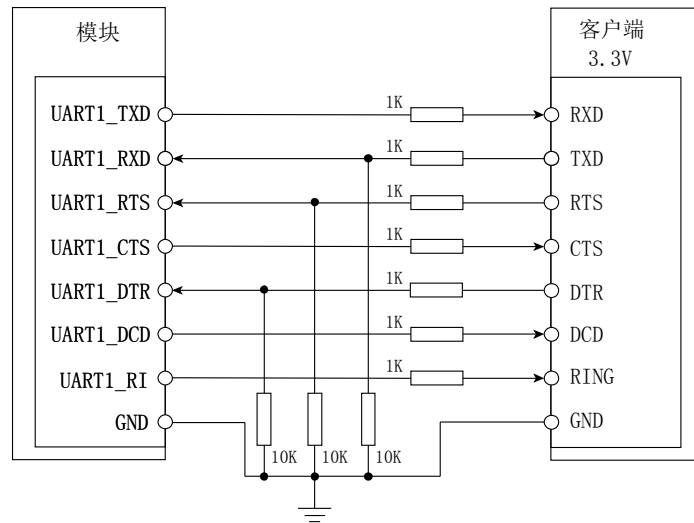 模块
客户端
3.3V
UART1_TXD
1K
RXD
UART1_RXD
1K
TXD
UART1_RTS
1K
RTS
UART1_CTS
1K
CTS
UART1_DTR
1K
DTR
UART1_DCD
1K
DCD
UART1_RI
1K
RING
GND
GND
10K
10K
10K